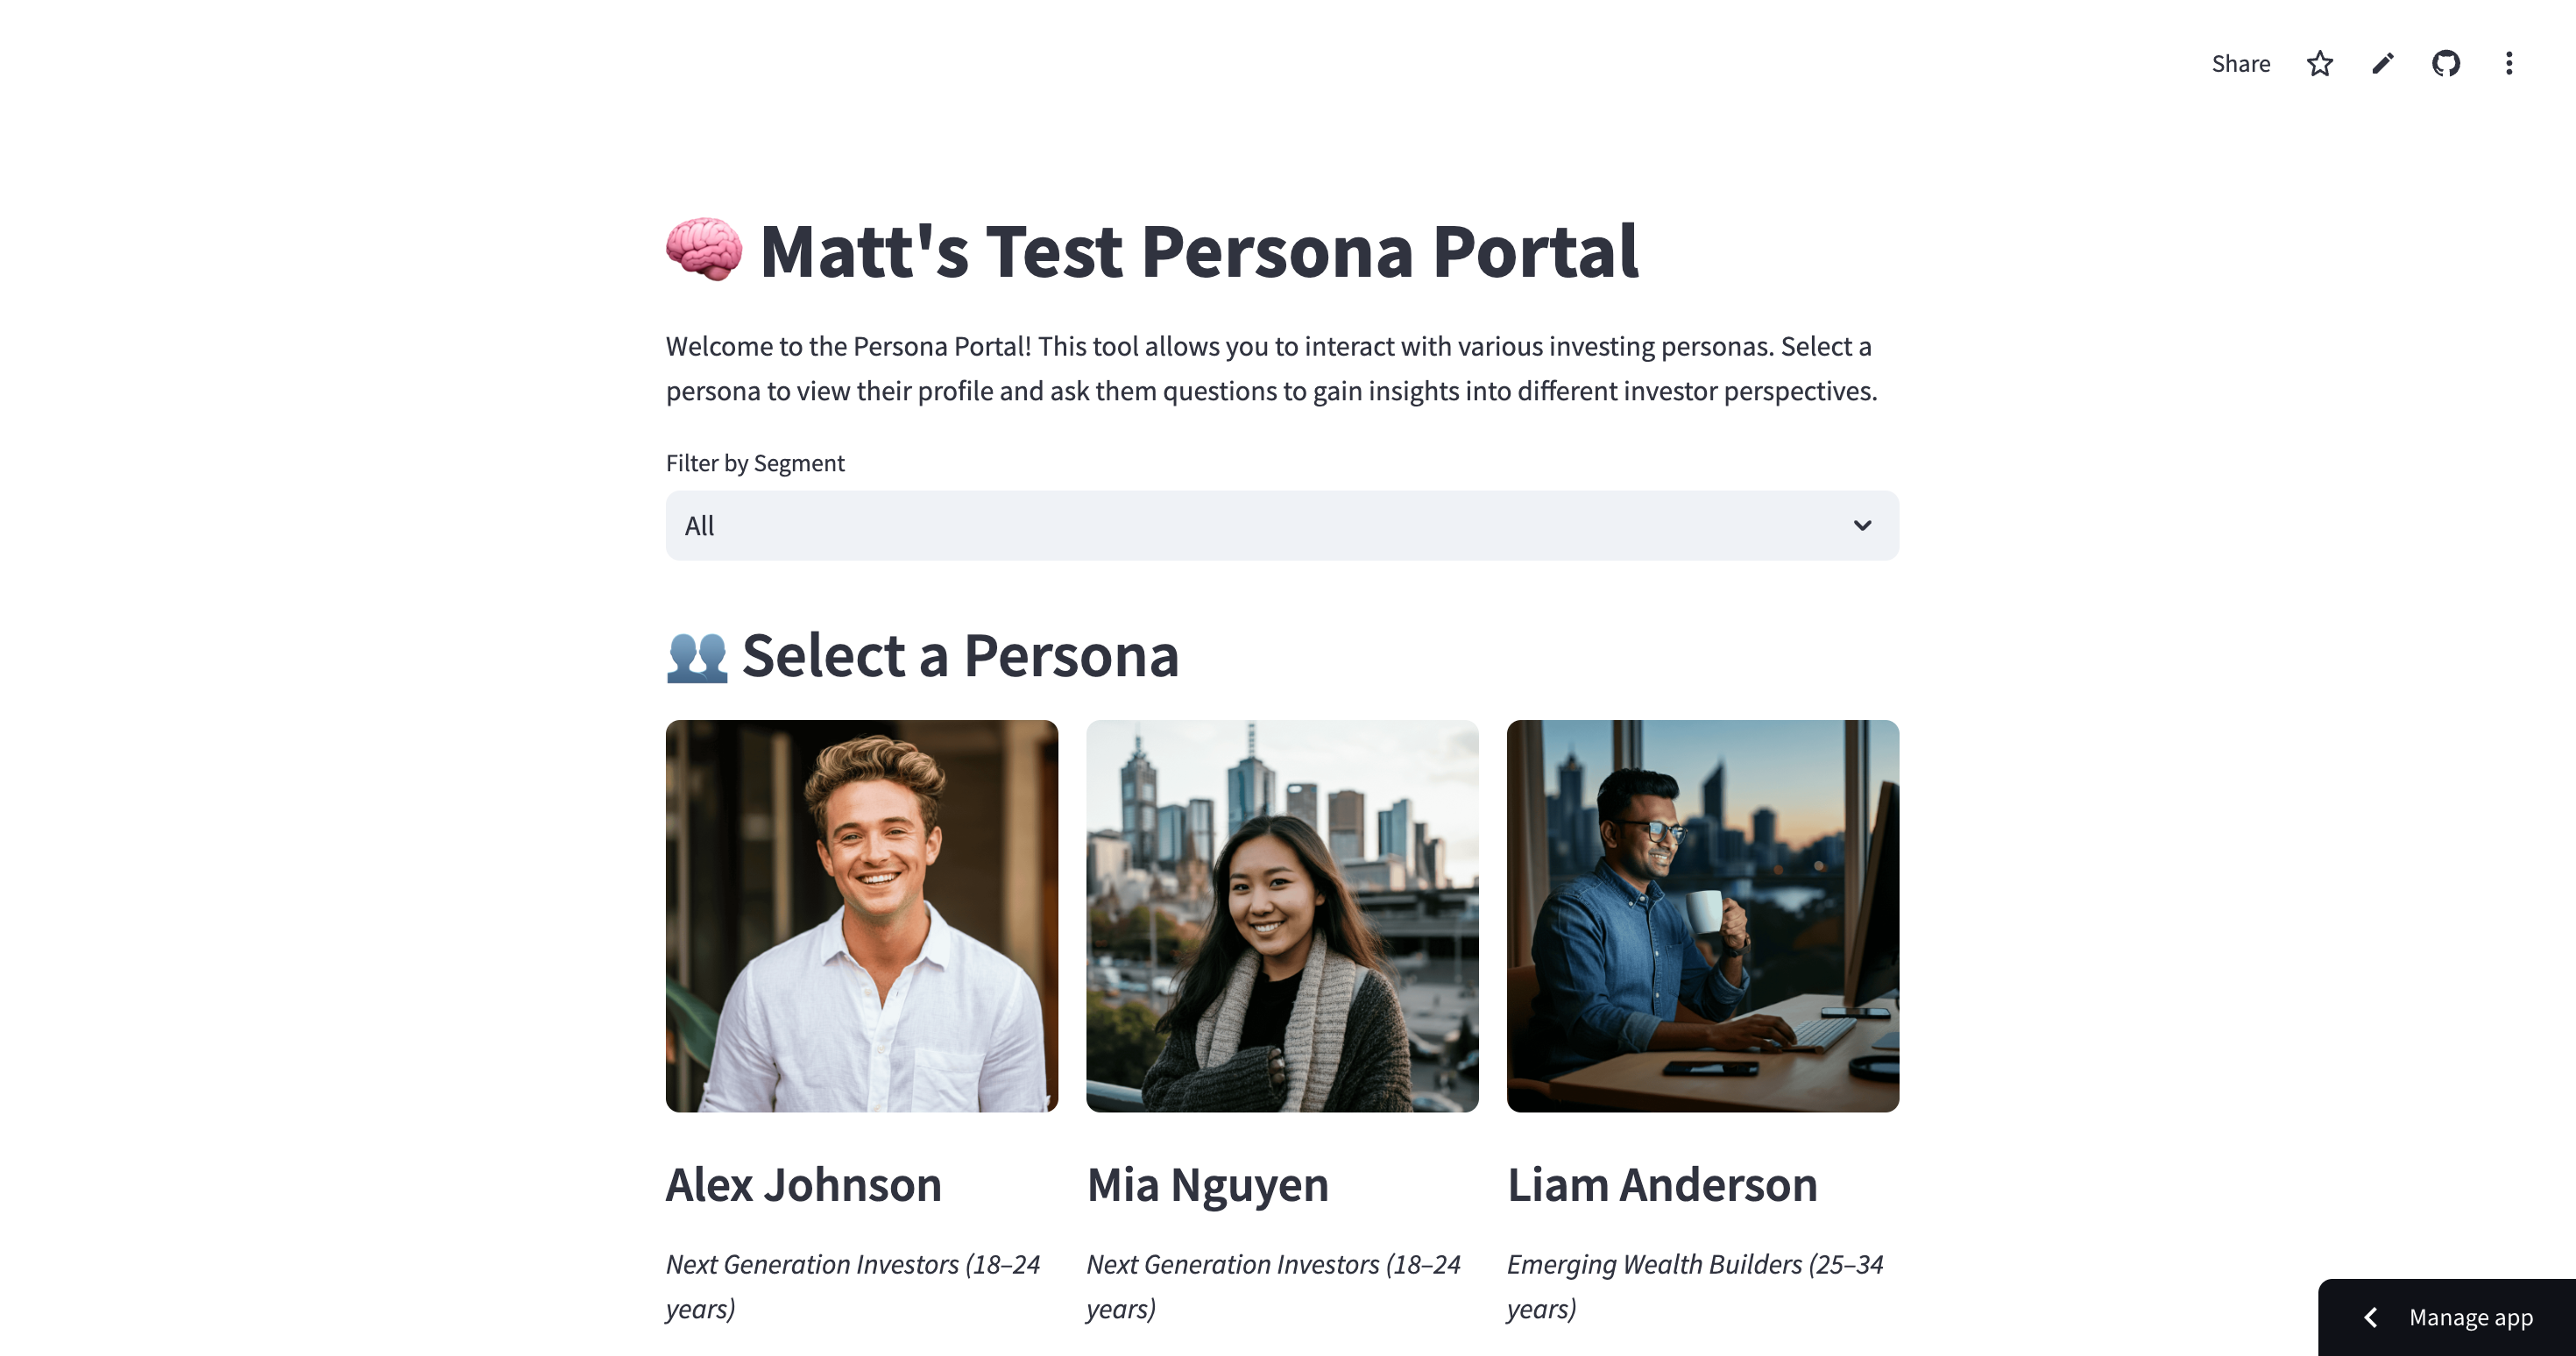 Share
🧠 Matt's Test Persona Portal
Welcome to the Persona Portal! This tool allows you to interact with various investing personas. Select a
persona to view their profile and ask them questions to gain insights into different investor perspectives.
Filter by Segment
All
👥 Select a Persona
Alex Johnson
Mia Nguyen
Liam Anderson
Next Generation Investors (18–24
years)
Next Generation Investors (18–24
years)
Emerging Wealth Builders (25–34
years)
Manage app